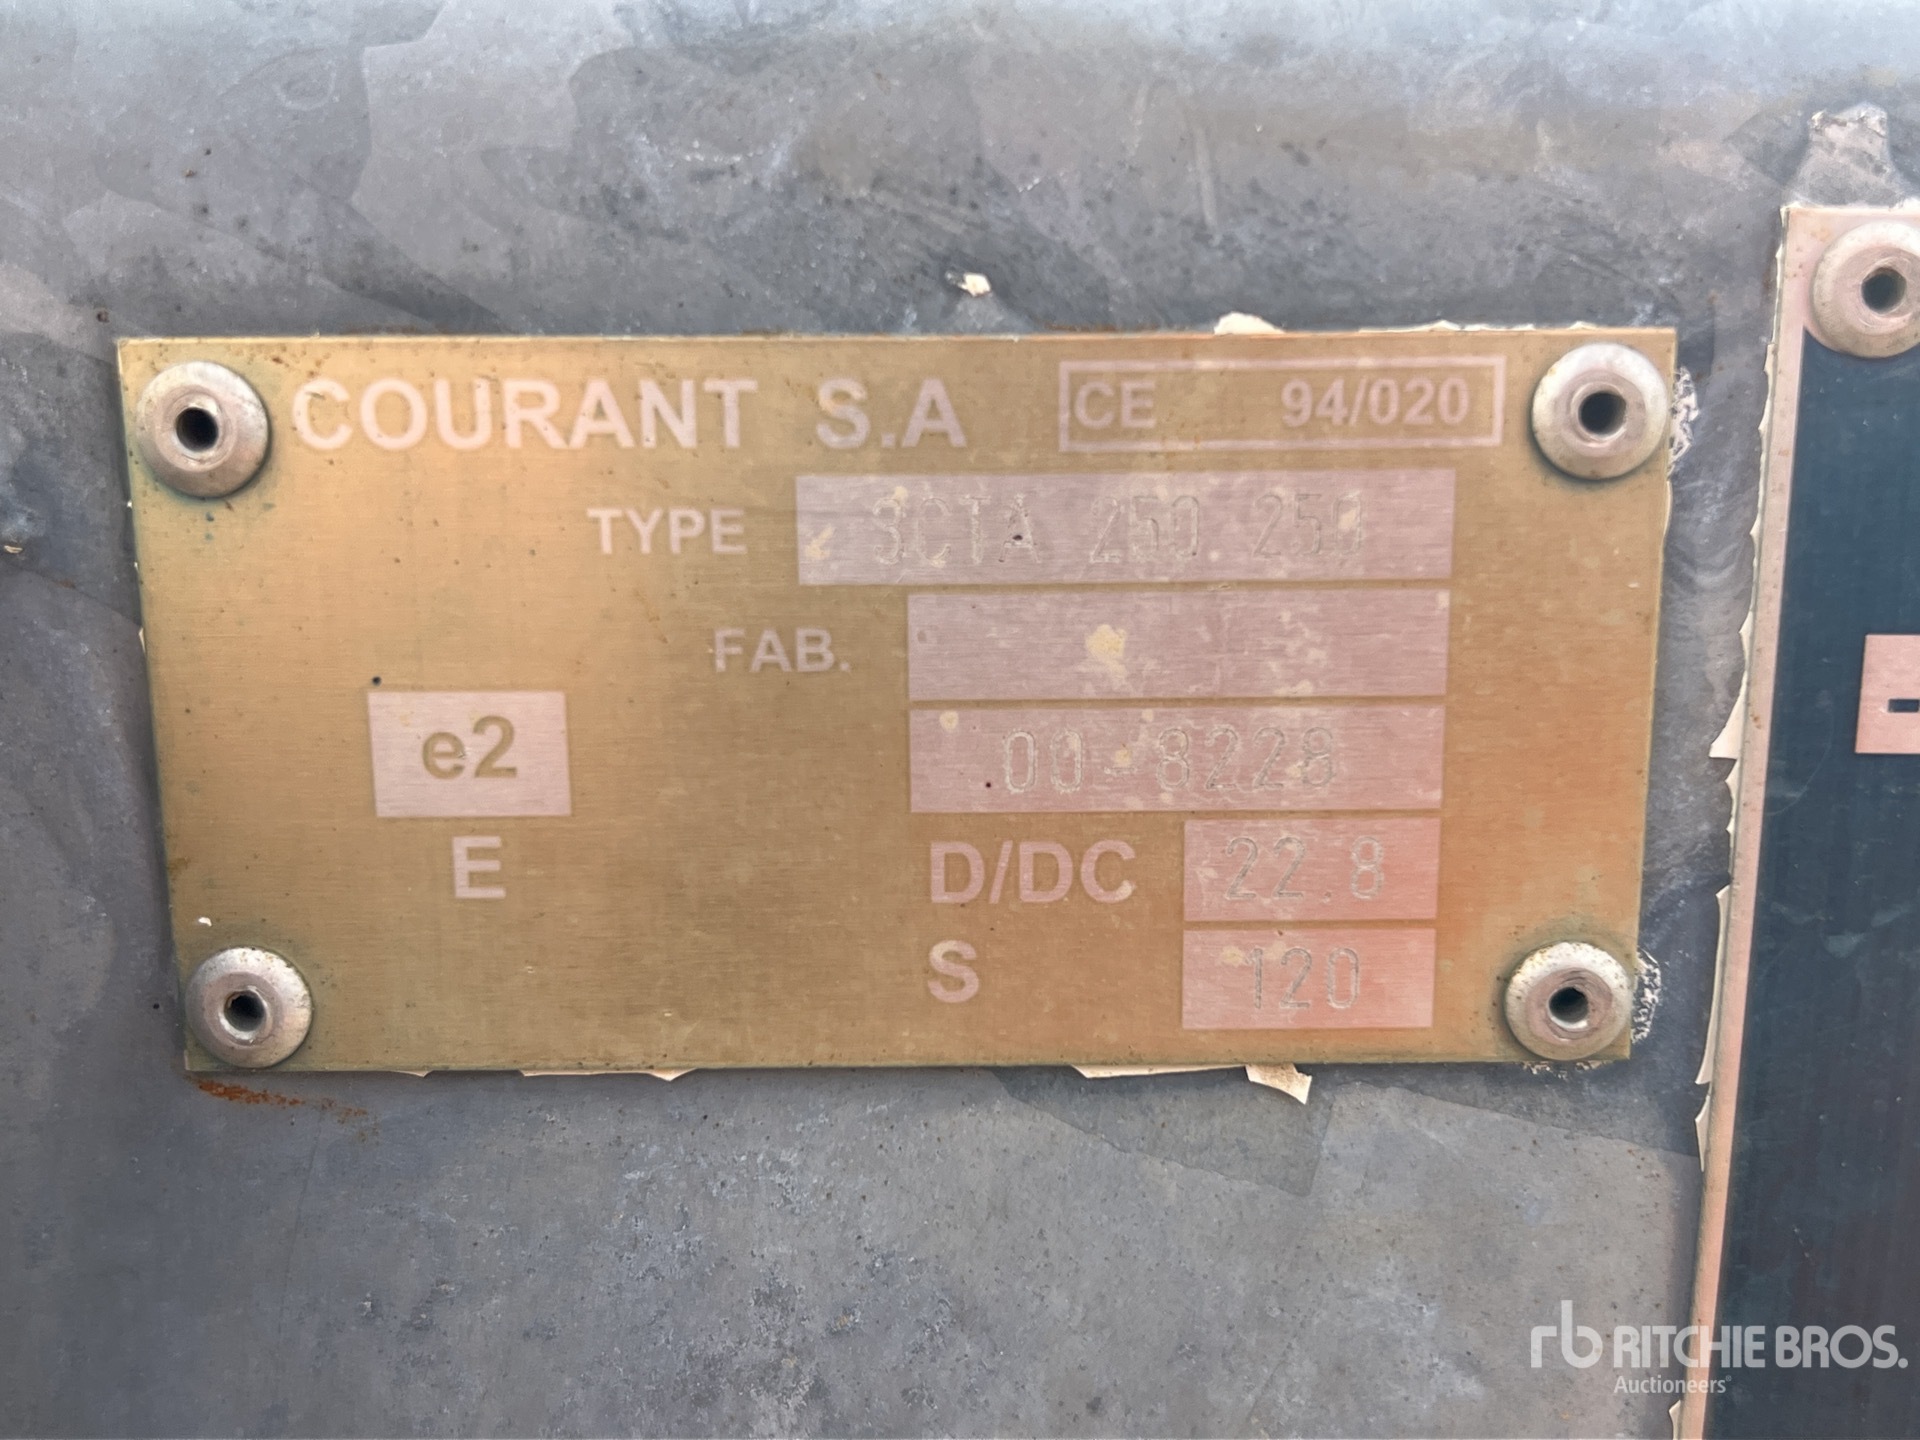 COURANT S.A CE 94/020
TYPE 3CTA 250 250
FAB.
e2 00-8228
E D/DC 22.8
S 120
rb RITCHIE BROS.
Auctioneers